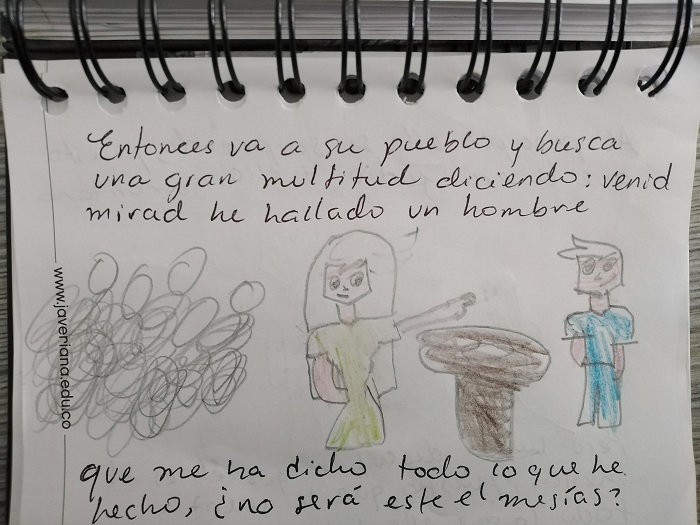 Entonces va a su pueblo y busca
una gran multitud diciendo: venid
mirad he hallado un hombre
www.javeriana.edu.co
que me ha dicho todo lo que he
hecho, ¿no será este el mesías?